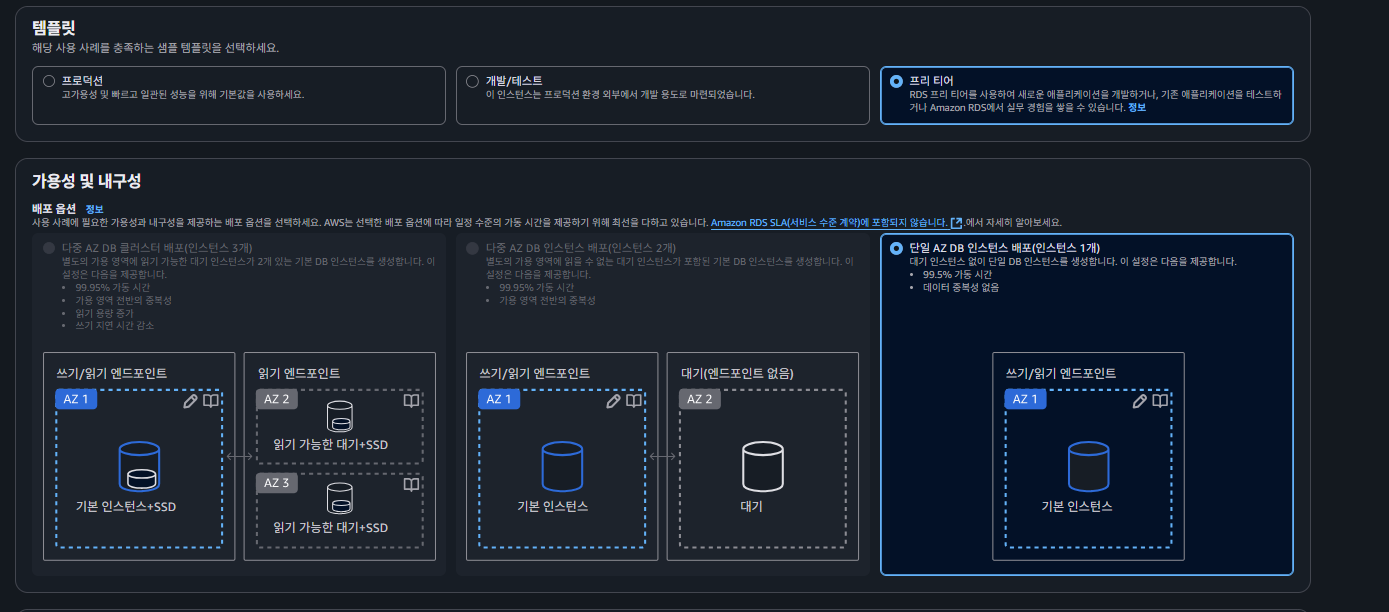 템플릿
해당 사용 사례를 충족하는 샘플 템플릿을 선택하세요.
프로덕션
고가용성 및 빠르고 일관된 성능을 위해 기본값을 사용하세요.
개발/테스트
이 인스턴스는 프로덕션 환경 외부에서 개발 용도로 마련되었습니다.
프리 티어
RDS 프리 티어를 사용하여 새로운 애플리케이션을 개발하거나, 기존 애플리케이션을 테스트하
거나 Amazon RDS에서 실무 경험을 쌓을 수 있습니다. 정보
가용성 및 내구성
배포 옵션 정보
사용 사례에 필요한 가용성과 내구성을 제공하는 배포 옵션을 선택하세요. AWS는 선택한 배포 옵션에 따라 일정 수준의 가동 시간을 제공하기 위해 최선을 다하고 있습니다. Amazon RDS SLA(서비스 수준 계약)에 포함되지 않습니다. .에서 자세히 알아보세요.
다중 AZ DB 클러스터 배포(인스턴스 3개)
별도의 가용 영역에 읽기 가능한 대기 인스턴스가 2개 있는 기본 DB 인스턴스를 생성합니다. 이
설정은 다음을 제공합니다.
• 99.95% 가동 시간
• 가용 영역 전반의 중복성
• 읽기 용량 증가
• 쓰기 지연 시간 감소
쓰기/읽기 엔드포인트
AZ 1
기본 인스턴스+SSD
읽기 엔드포인트
AZ 2
읽기 가능한 대기+SSD
AZ 3
읽기 가능한 대기+SSD
다중 AZ DB 인스턴스 배포(인스턴스 2개)
별도의 가용 영역에 읽을 수 없는 대기 인스턴스가 포함된 기본 DB 인스턴스를 생성합니다. 이
설정은 다음을 제공합니다.
• 99.95% 가동 시간
• 가용 영역 전반의 중복성
쓰기/읽기 엔드포인트
AZ 1
기본 인스턴스
대기(엔드포인트 없음)
AZ 2
대기
단일 AZ DB 인스턴스 배포(인스턴스 1개)
대기 인스턴스 없이 단일 DB 인스턴스를 생성합니다. 이 설정은 다음을 제공합니다.
• 99.5% 가동 시간
• 데이터 중복성 없음
쓰기/읽기 엔드포인트
AZ 1
기본 인스턴스